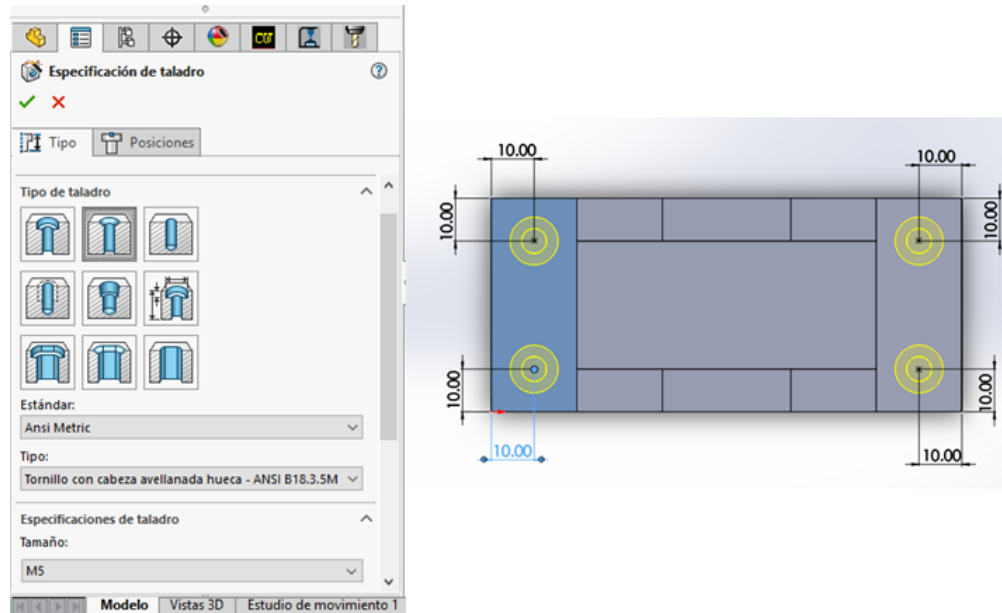 Especificación de taladro
Tipo
Posiciones
Tipo de taladro
Estándar:
Ansi Metric
Tipo:
Tornillo con cabeza avellanada hueca - ANSI B18.3.5M
Especificaciones de taladro
Tamaño:
M5
Modelo
Vistas 3D
Estudio de movimiento 1
10.00
10.00
10.00
10.00
10.00
10.00
10.00
10.00